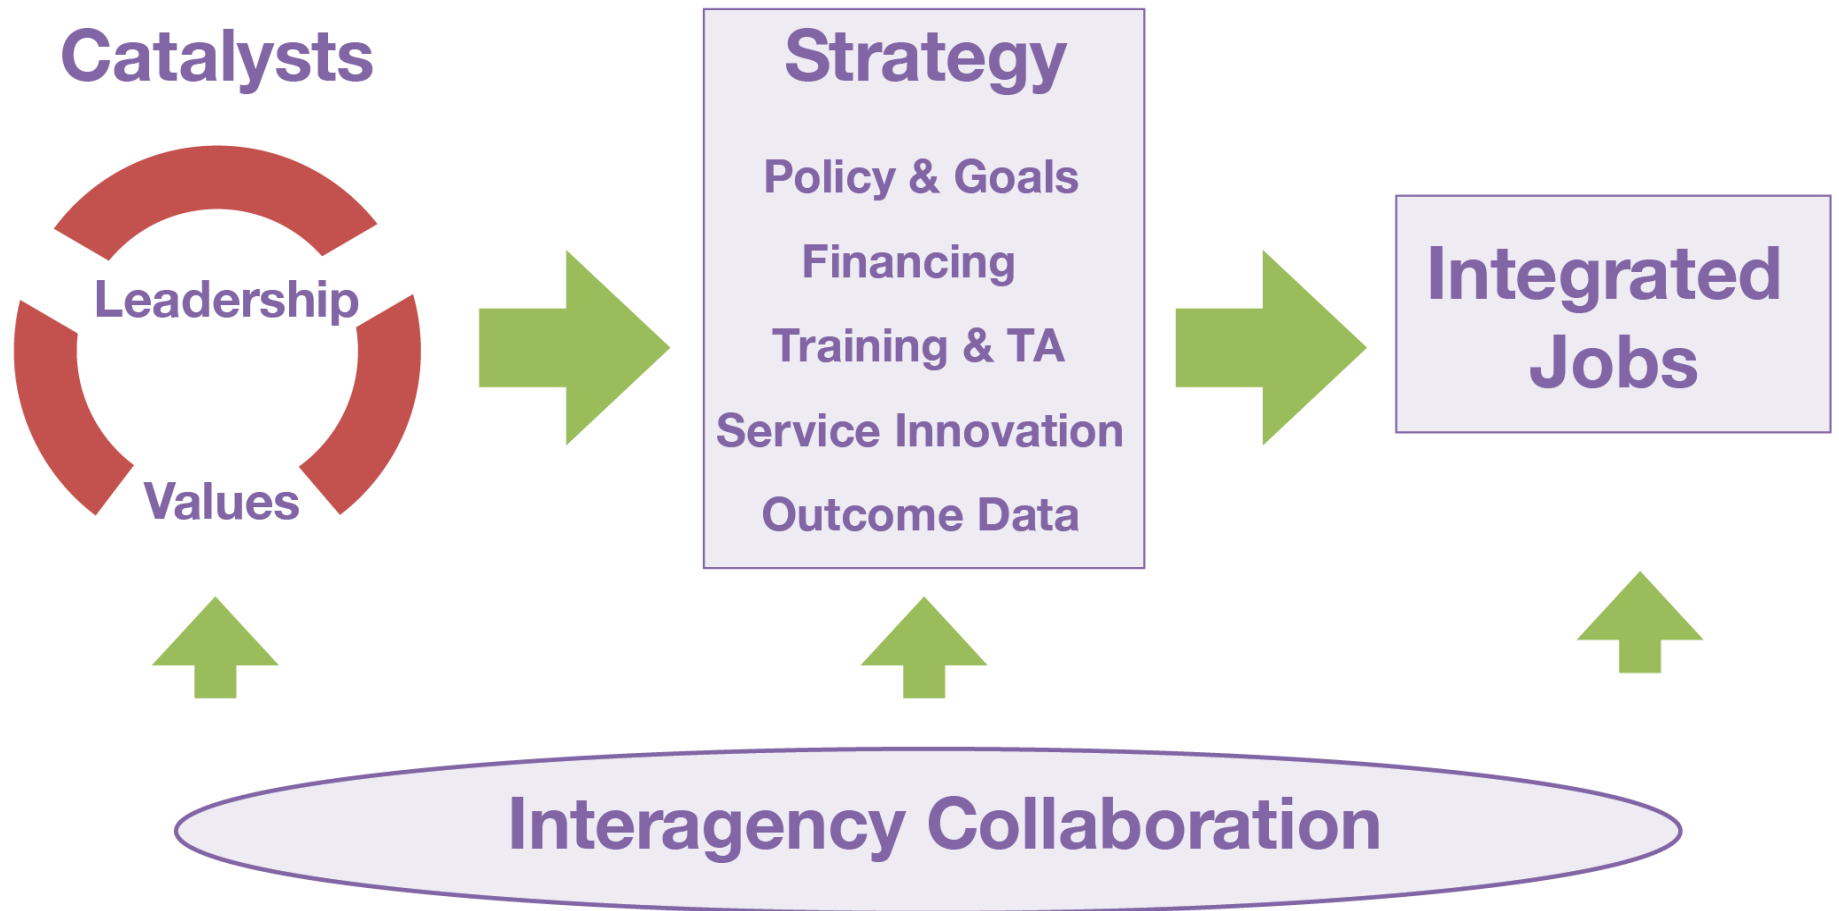 Catalysts
Leadership
Values
Strategy
Policy & Goals
Financing
Training & TA
Service Innovation
Outcome Data
Integrated
Jobs
Interagency Collaboration